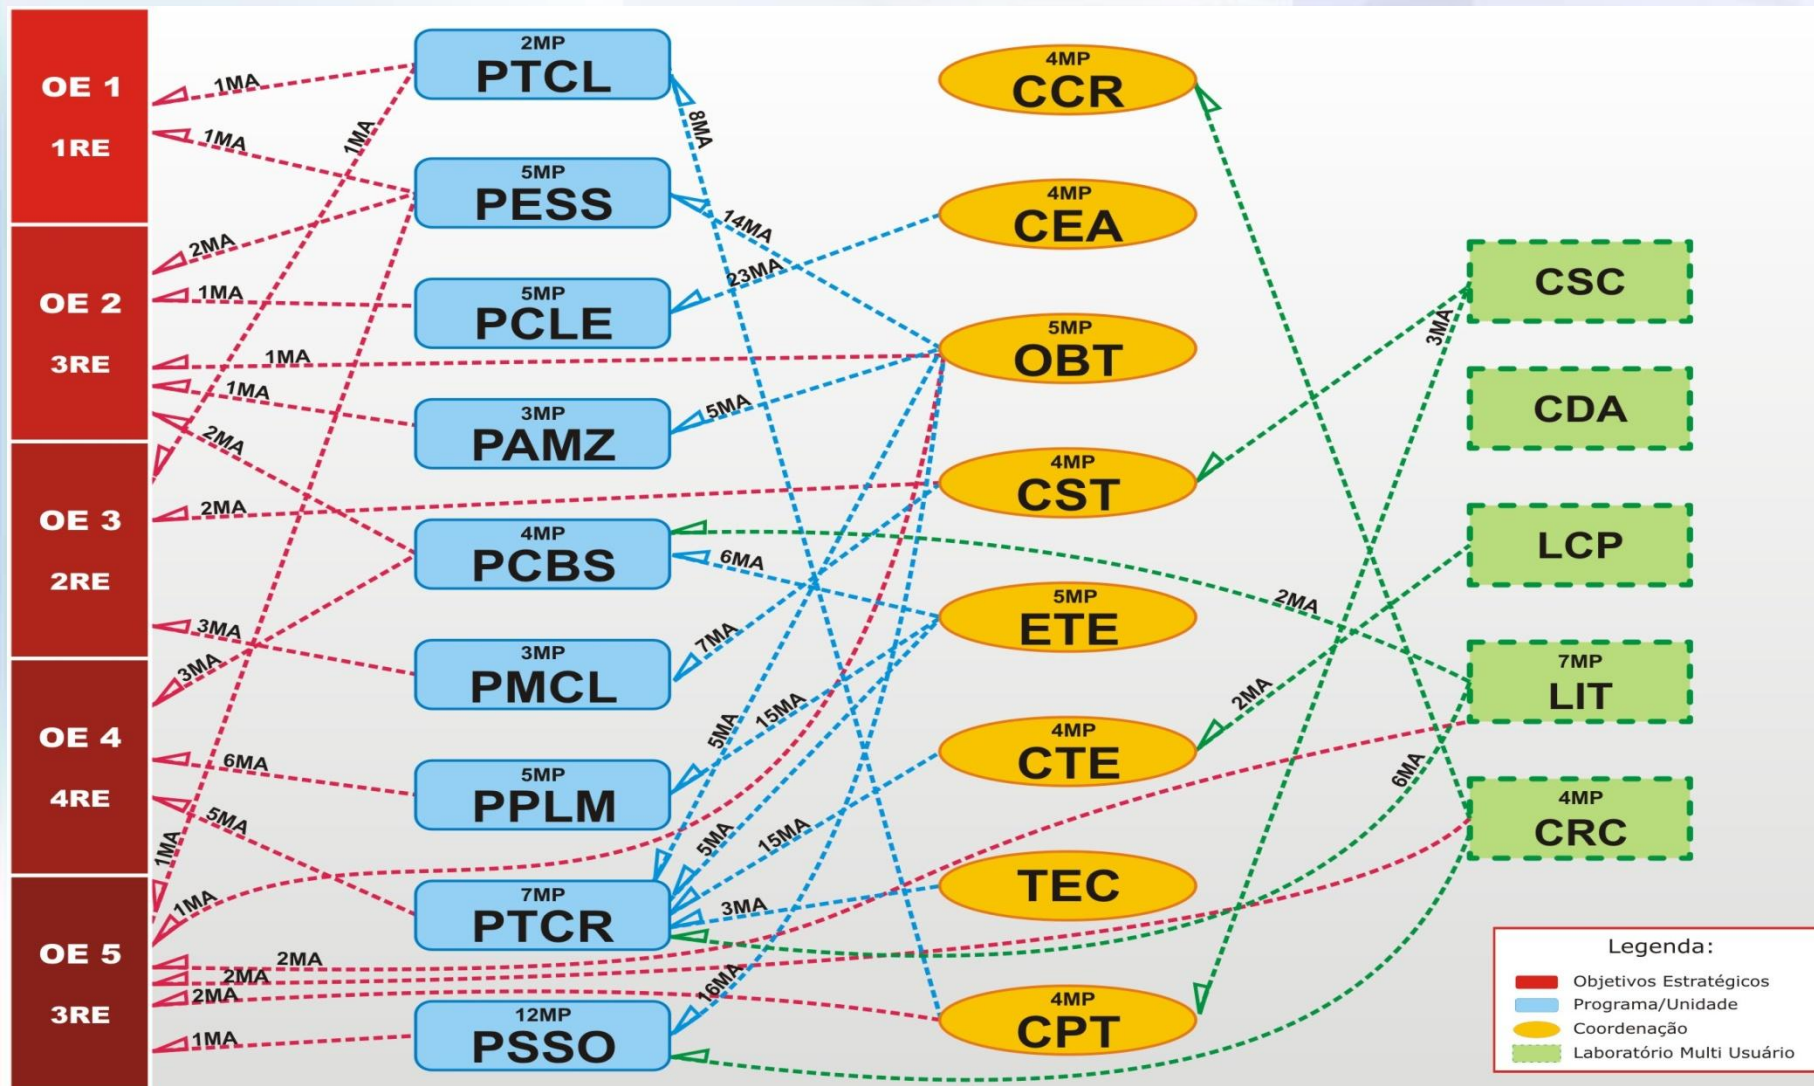 OE 1
1RE
OE 2
3RE
OE 3
2RE
OE 4
4RE
OE 5
3RE
1MA
1MA
1MA
2MA
1MA
1MA
1MA
2MA
2MA
3MA
3MA
6MA
5MA
1MA
1MA
2MA
2MA
2MA
1MA
2MP
PTCL
5MP
PESS
5MP
PCLE
3MP
PAMZ
4MP
PCBS
3MP
PMCL
5MP
PPLM
7MP
PTCR
12MP
PSSO
8MA
14MA
23MA
5MA
6MA
7MA
15MA
5MA
5MA
15MA
3MA
16MA
4MP
CCR
4MP
CEA
5MP
OBT
4MP
CST
5MP
ETE
4MP
CTE
TEC
4MP
CPT
3MA
2MA
2MA
6MA
CSC
CDA
LCP
7MP
LIT
4MP
CRC
Legenda:
Objetivos Estratégicos
Programa/Unidade
Coordenação
Laboratório Multi Usuário